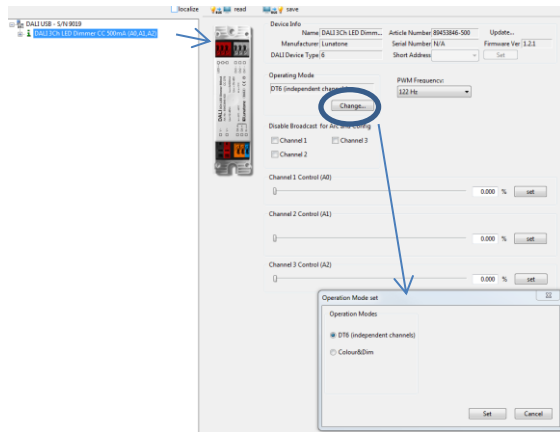 localize read save
DALI USB - S/N:9019
DALI 3Ch LED Dimmer CC 500mA (A0, A1, A2)
Device Info
Name DALI 3Ch LED Dimm... Article Number 89453846-500 Update...
Manufacturer Lunatone Serial Number N/A Firmware Ver 1.2.1
DALI Device Type 6 Short Address Set
Operating Mode
PWM Frequency:
DT6 (independent channels) 122 Hz
Change...
Disable Broadcast for Arc and Config
Channel 1 Channel 3
Channel 2
Channel 1 Control (A0)
0.000 % set
Channel 2 Control (A1)
0.000 % set
Channel 3 Control (A2)
0.000 % set
Operation Mode set
Operation Modes
DT6 (independent channels)
Colour&Dim
Set Cancel